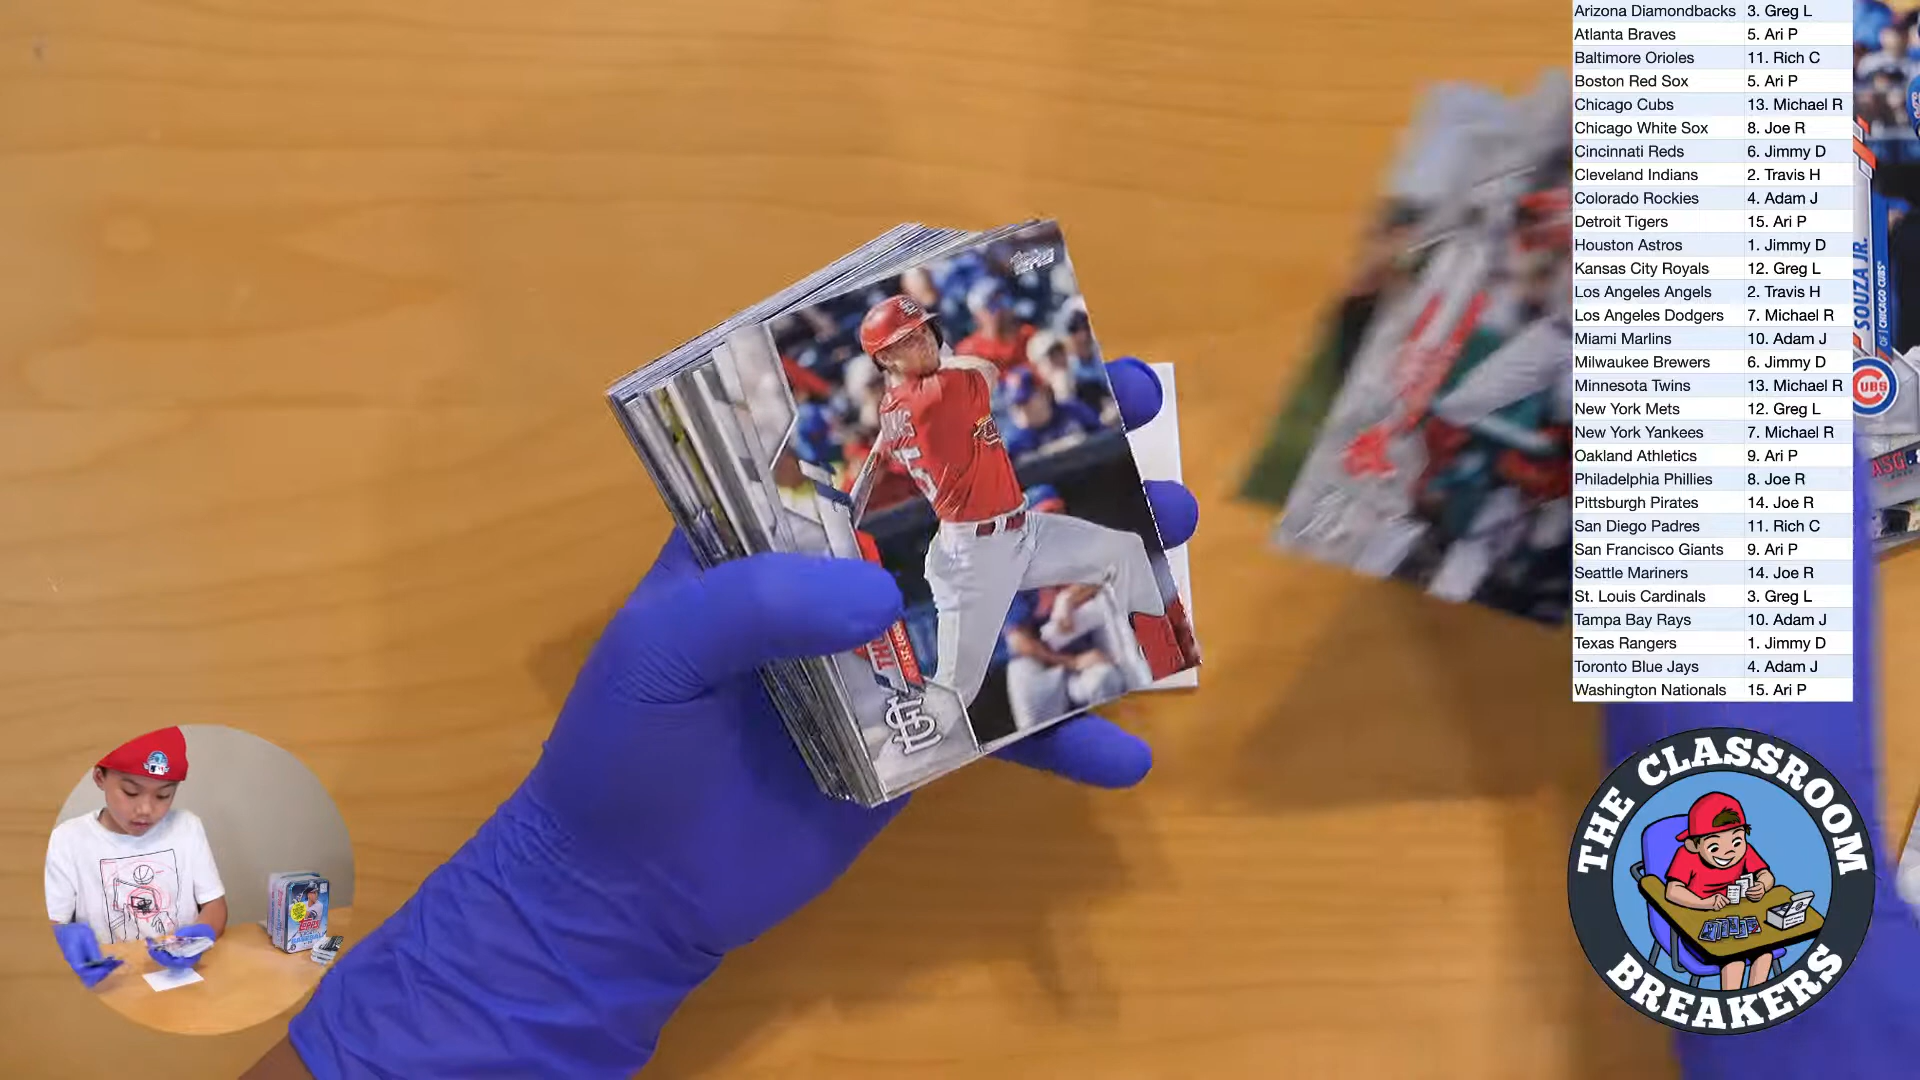 Arizona Diamondbacks 3. Greg L
Atlanta Braves 5. Ari P
Baltimore Orioles 11. Rich C
Boston Red Sox 5. Ari P
Chicago Cubs 13. Michael R
Chicago White Sox 8. Joe R
Cincinnati Reds 6. Jimmy D
Cleveland Indians 2. Travis H
Colorado Rockies 4. Adam J
Detroit Tigers 15. Ari P
Houston Astros 1. Jimmy D
Kansas City Royals 12. Greg L
Los Angeles Angels 2. Travis H
Los Angeles Dodgers 7. Michael R
Miami Marlins 10. Adam J
Milwaukee Brewers 6. Jimmy D
Minnesota Twins 13. Michael R
New York Mets 12. Greg L
New York Yankees 7. Michael R
Oakland Athletics 9. Ari P
Philadelphia Phillies 8. Joe R
Pittsburgh Pirates 14. Joe R
San Diego Padres 11. Rich C
San Francisco Giants 9. Ari P
Seattle Mariners 14. Joe R
St. Louis Cardinals 3. Greg L
Tampa Bay Rays 10. Adam J
Texas Rangers 1. Jimmy D
Toronto Blue Jays 4. Adam J
Washington Nationals 15. Ari P
SOUZA JR.
OF | CHICAGO CUBS
UBS
ASG
Topps
STL
THE CLASSROOM
BREAKERS